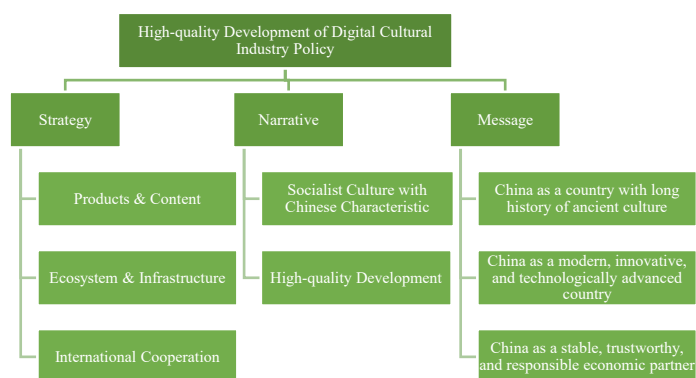 High-quality Development of Digital Cultural
Industry Policy
Strategy
Narrative
Message
Products & Content
Socialist Culture with
Chinese Characteristic
China as a country with long
history of ancient culture
Ecosystem & Infrastructure
High-quality Development
China as a modern, innovative,
and technologically advanced
country
International Cooperation
China as a stable, trustworthy,
and responsible economic partner